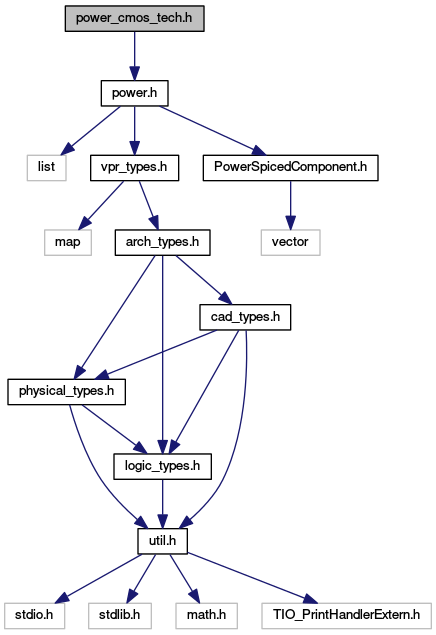 power_cmos_tech.h
power.h
list
vpr_types.h
PowerSpicedComponent.h
map
arch_types.h
vector
cad_types.h
physical_types.h
logic_types.h
util.h
stdio.h
stdlib.h
math.h
TIO_PrintHandlerExtern.h